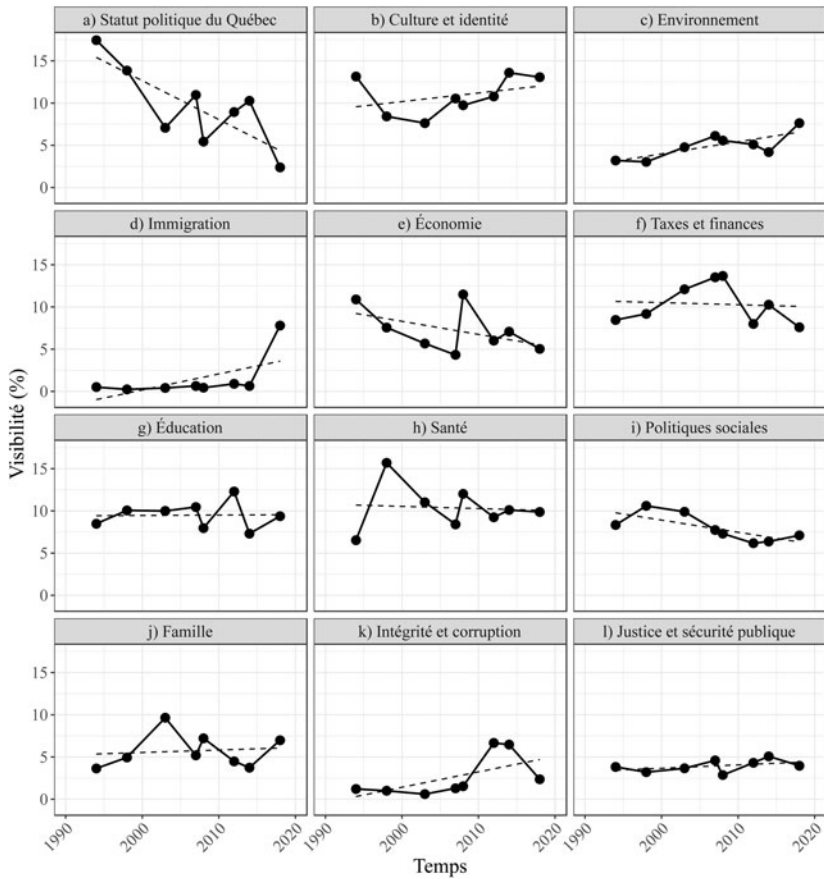 a) Statut politique du Québec
b) Culture et identité
c) Environnement
15
10
5
0
d) Immigration
e) Économie
f) Taxes et finances
15
10
5
0
Visibilité (%)
g) Éducation
h) Santé
i) Politiques sociales
15
10
5
0
j) Famille
k) Intégrité et corruption
l) Justice et sécurité publique
15
10
5
0
1990 2000 2010 2020 1990 2000 2010 2020 1990 2000 2010 2020
Temps